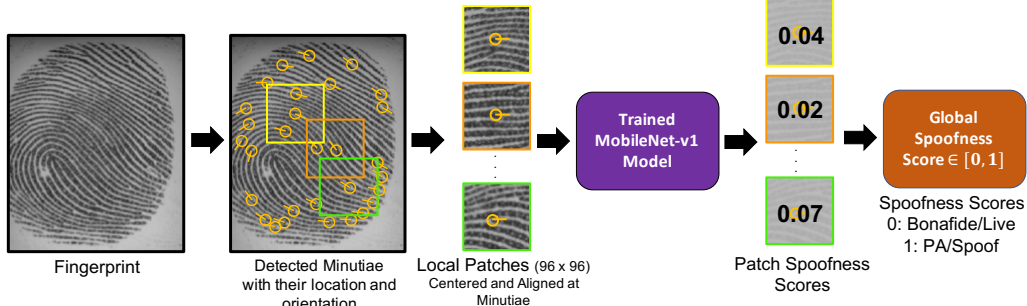 Fingerprint
Detected Minutiae
with their location and
orientation
Local Patches (96 x 96)
Centered and Aligned at
Minutiae
Trained
MobileNet-v1
Model
0.04
0.02
0.07
Patch Spoofness
Scores
Global
Spoofness
Score ∈ [0, 1]
Spoofness Scores
0: Bonafide/Live
1: PA/Spoof